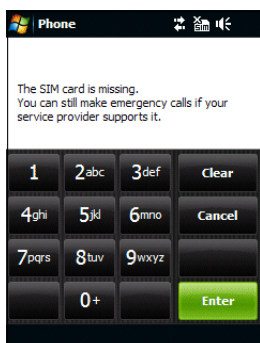 Phone
Sim
The SIM card is missing.
You can still make emergency calls if your
service provider supports it.
1 2abc 3def Clear
4ghi 5jkl 6mno Cancel
7pqrs 8tuv 9wxyz
0+ Enter